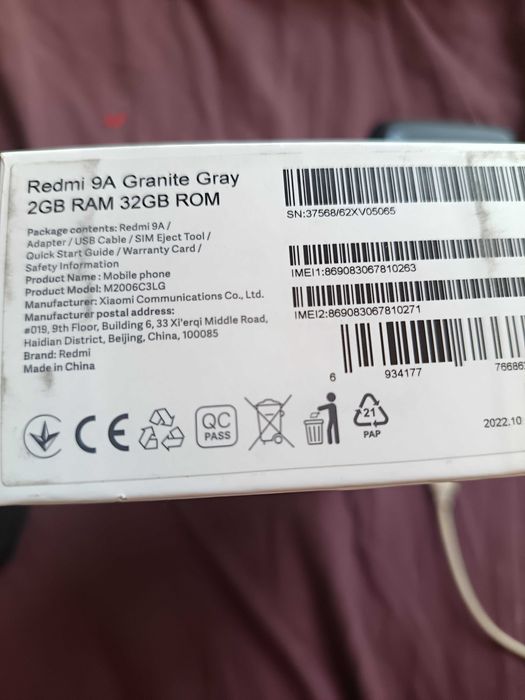 Redmi 9A Granite Gray
2GB RAM 32GB ROM
Package contents: Redmi 9A /
Adapter / USB Cable / SIM Eject Tool /
Quick Start Guide / Warranty Card /
Safety Information
Product Name: Mobile phone
Product Model: M2006C3LG
Manufacturer: Xiaomi Communications Co., Ltd.
Manufacturer postal address:
#019, 9th Floor, Building 6, 33 Xi'erqi Middle Road,
Haidian District, Beijing, China, 100085
Brand: Redmi
Made in China
SN:37568/62XV05065
IMEI1:869083067810263
IMEI2:869083067810271
6 934177
CE
QC
PASS
21
PAP
2022.10